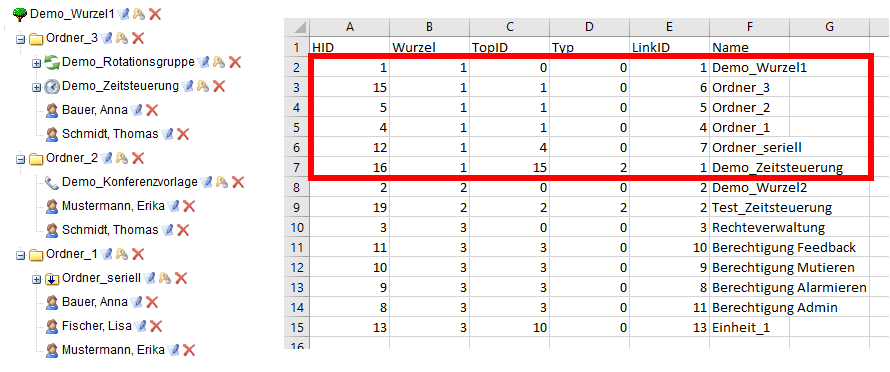 Demo_Wurzel1
Ordner_3
Demo_Rotationsgruppe
Demo_Zeitsteuerung
Bauer, Anna
Schmidt, Thomas
Ordner_2
Demo_Konferenzvorlage
Mustermann, Erika
Schmidt, Thomas
Ordner_1
Ordner_seriell
Bauer, Anna
Fischer, Lisa
Mustermann, Erika
A B C D E F G
1 HID Wurzel TopID Typ LinkID Name
2 1 1 0 0 1 Demo_Wurzel1
3 15 1 1 0 6 Ordner_3
4 5 1 1 0 5 Ordner_2
5 4 1 1 0 4 Ordner_1
6 12 1 4 0 7 Ordner_seriell
7 16 1 15 2 1 Demo_Zeitsteuerung
8 2 2 0 0 2 Demo_Wurzel2
9 19 2 2 2 2 Test_Zeitsteuerung
10 3 3 0 0 3 Rechteverwaltung
11 11 3 3 0 10 Berechtigung Feedback
12 10 3 3 0 9 Berechtigung Mutieren
13 9 3 3 0 8 Berechtigung Alarmieren
14 8 3 3 0 11 Berechtigung Admin
15 13 3 10 0 13 Einheit_1
16